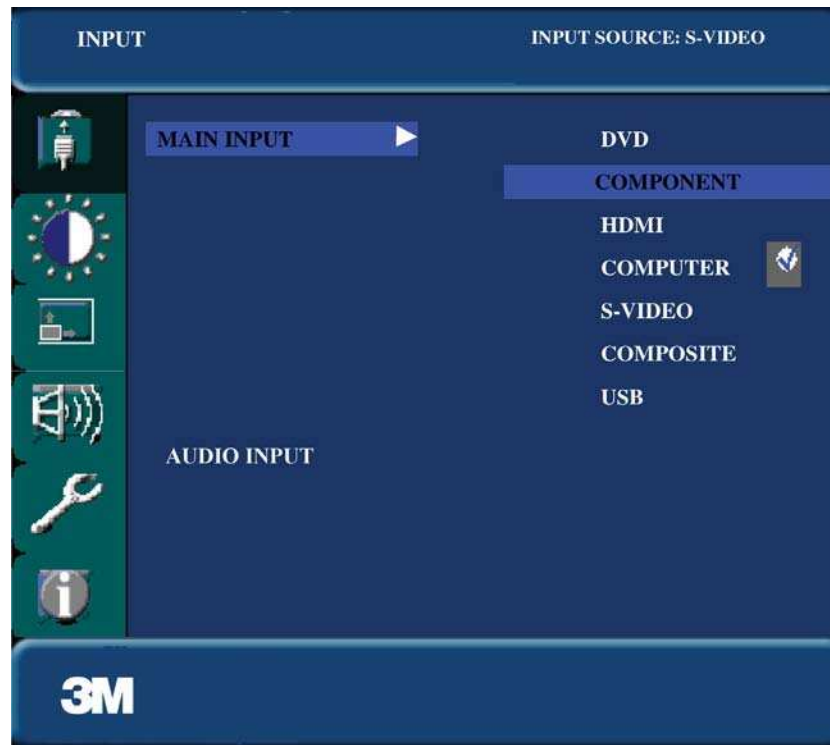 INPUT
INPUT SOURCE: S-VIDEO
MAIN INPUT
DVD
COMPONENT
HDMI
COMPUTER
S-VIDEO
COMPOSITE
USB
AUDIO INPUT
3M